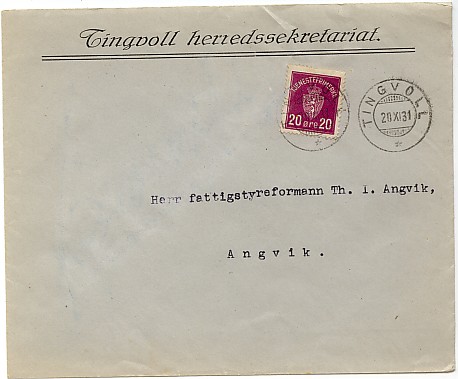 Tingvoll herredssekretariat.
TJENESTEFRIMERKE
20 øre 20
TINGVOLL
20 XI 31
Herr fattigstyreformann Th. I. Angvik,
Angvik.